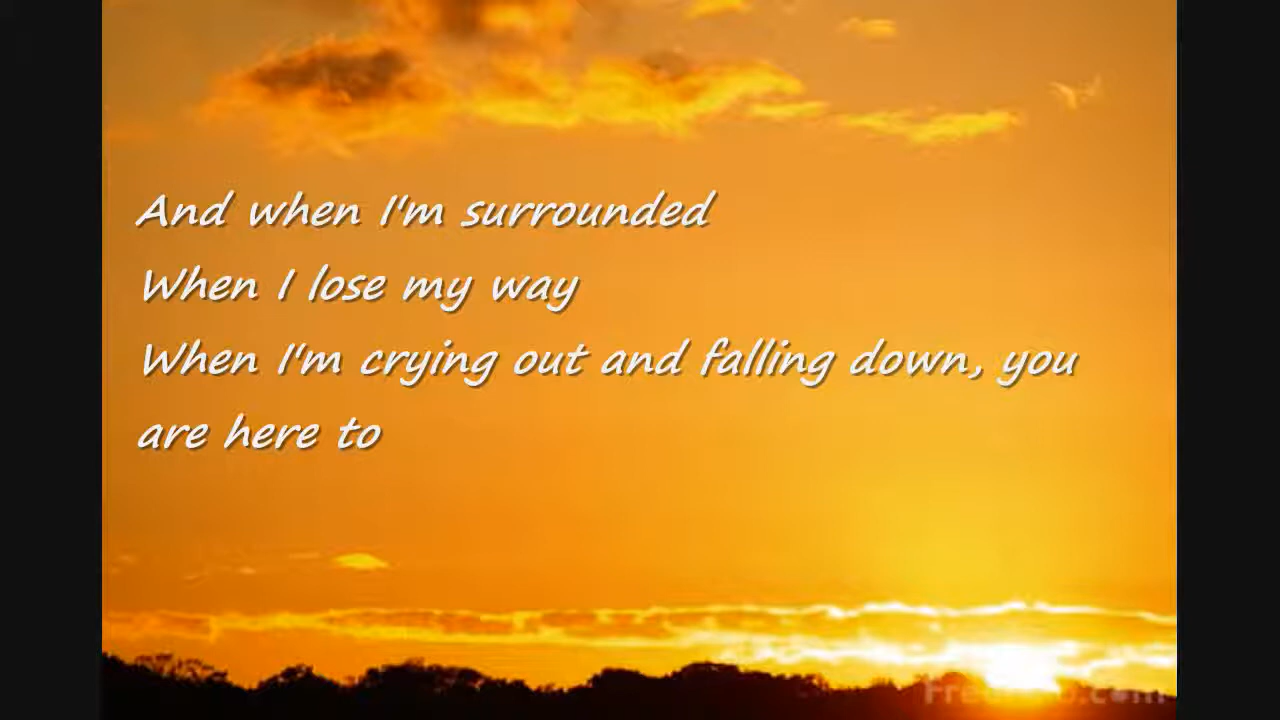 And when I'm surrounded
When I lose my way
When I'm crying out and falling down, you
are here to